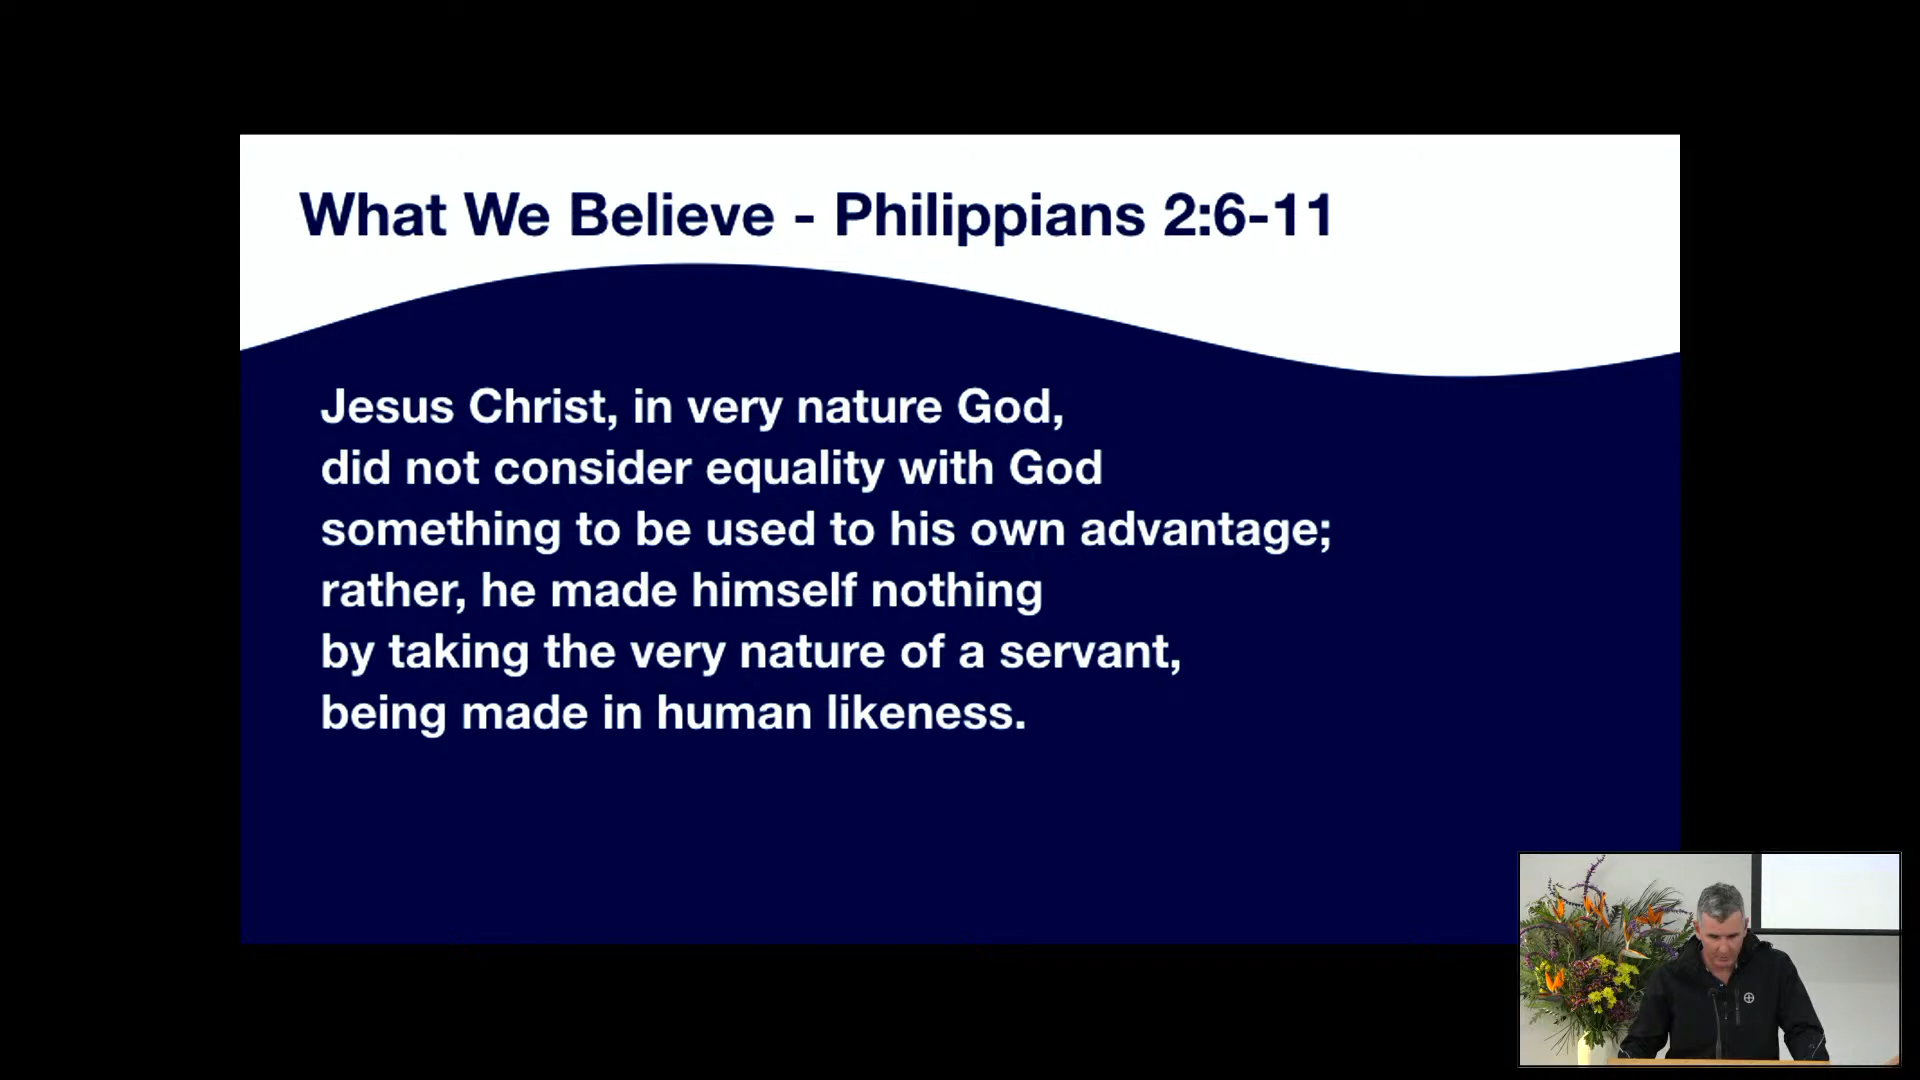 What We Believe - Philippians 2:6-11
Jesus Christ, in very nature God,
did not consider equality with God
something to be used to his own advantage;
rather, he made himself nothing
by taking the very nature of a servant,
being made in human likeness.